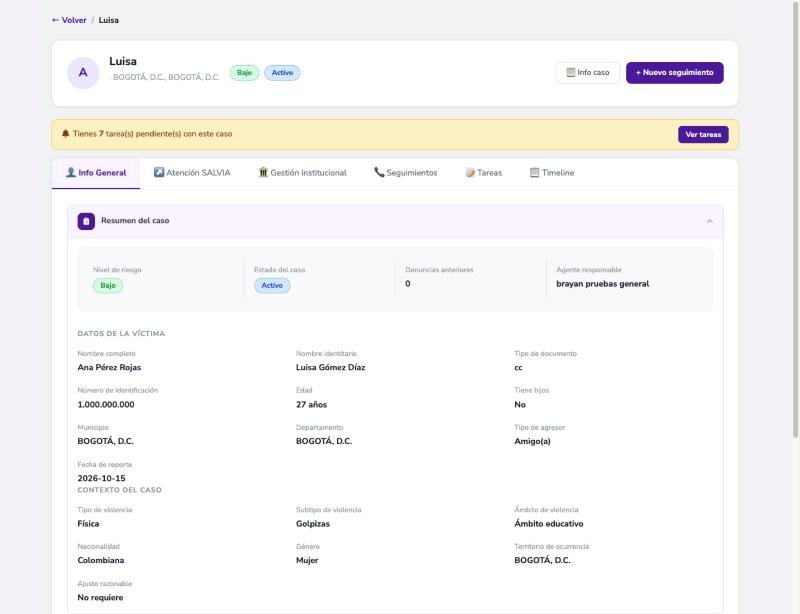 ← Volver / Luisa
A
Luisa
· BOGOTÁ, D.C., BOGOTÁ, D.C.
Bajo Activo
Info caso
+ Nuevo seguimiento
Tienes 7 tarea(s) pendiente(s) con este caso
Ver tareas
Info General Atención SALVIA Gestión institucional Seguimientos Tareas Timeline
Resumen del caso
Nivel de riesgo Estado del caso Denuncias anteriores Agente responsable
Bajo Activo 0 brayan pruebas general
DATOS DE LA VÍCTIMA
Nombre completo Nombre identitario Tipo de documento
Ana Pérez Rojas Luisa Gómez Díaz cc
Número de identificación Edad Tiene hijos
1.000.000.000 27 años No
Municipio Departamento Tipo de agresor
BOGOTÁ, D.C. BOGOTÁ, D.C. Amigo(a)
Fecha de reporte
2026-10-15
CONTEXTO DEL CASO
Tipo de violencia Subtipo de violencia Ámbito de violencia
Física Golpizas Ámbito educativo
Nacionalidad Género Territorio de ocurrencia
Colombiana Mujer BOGOTÁ, D.C.
Ajuste razonable
No requiere